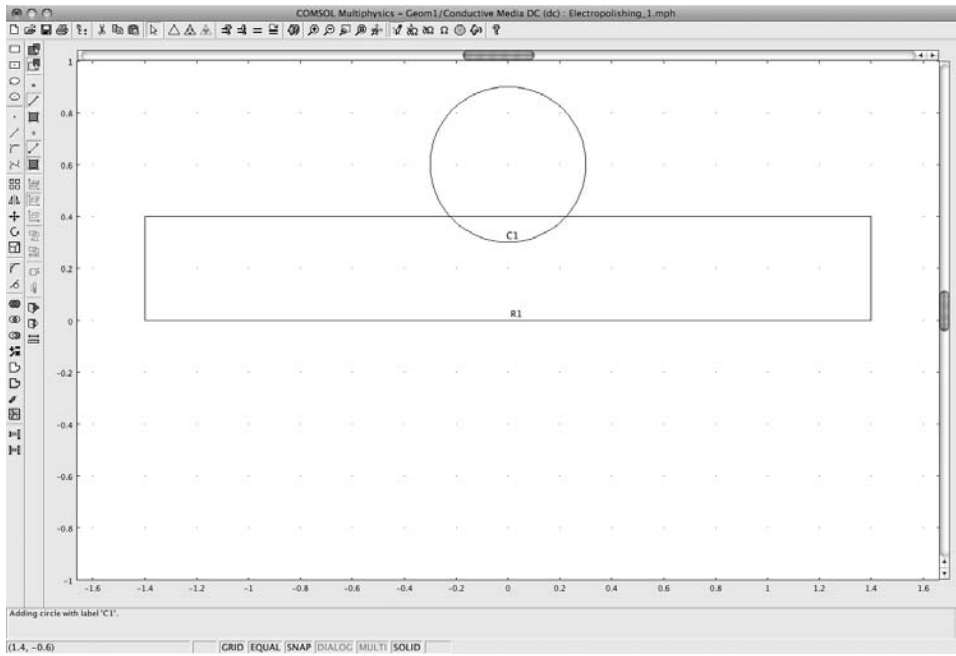 COMSOL Multiphysics – Geom1/Conductive Media DC (dc) : Electropolishing_1.mph
1
0.8
0.6
0.4
C1
0.2
R1
0
-0.2
-0.4
-0.6
-0.8
-1
-1.6 -1.4 -1.2 -1 -0.8 -0.6 -0.4 -0.2 0 0.2 0.4 0.6 0.8 1 1.2 1.4 1.6
Adding circle with label "C1".
(1.4, -0.6) GRID EQUAL SNAP DIALOG MULTI SOLID